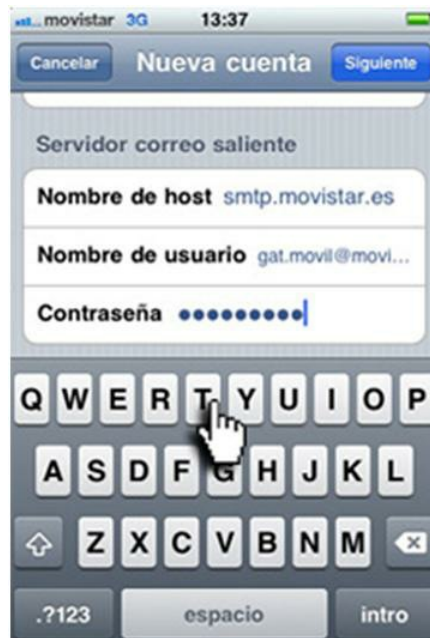 movistar 3G 13:37
Cancelar Nueva cuenta Siguiente
Servidor correo saliente
Nombre de host smtp.movistar.es
Nombre de usuario gat.movil@movi...
Contraseña •••••••••
Q W E R T Y U I O P
A S D F G H J K L
Z X C V B N M
.?123 espacio intro